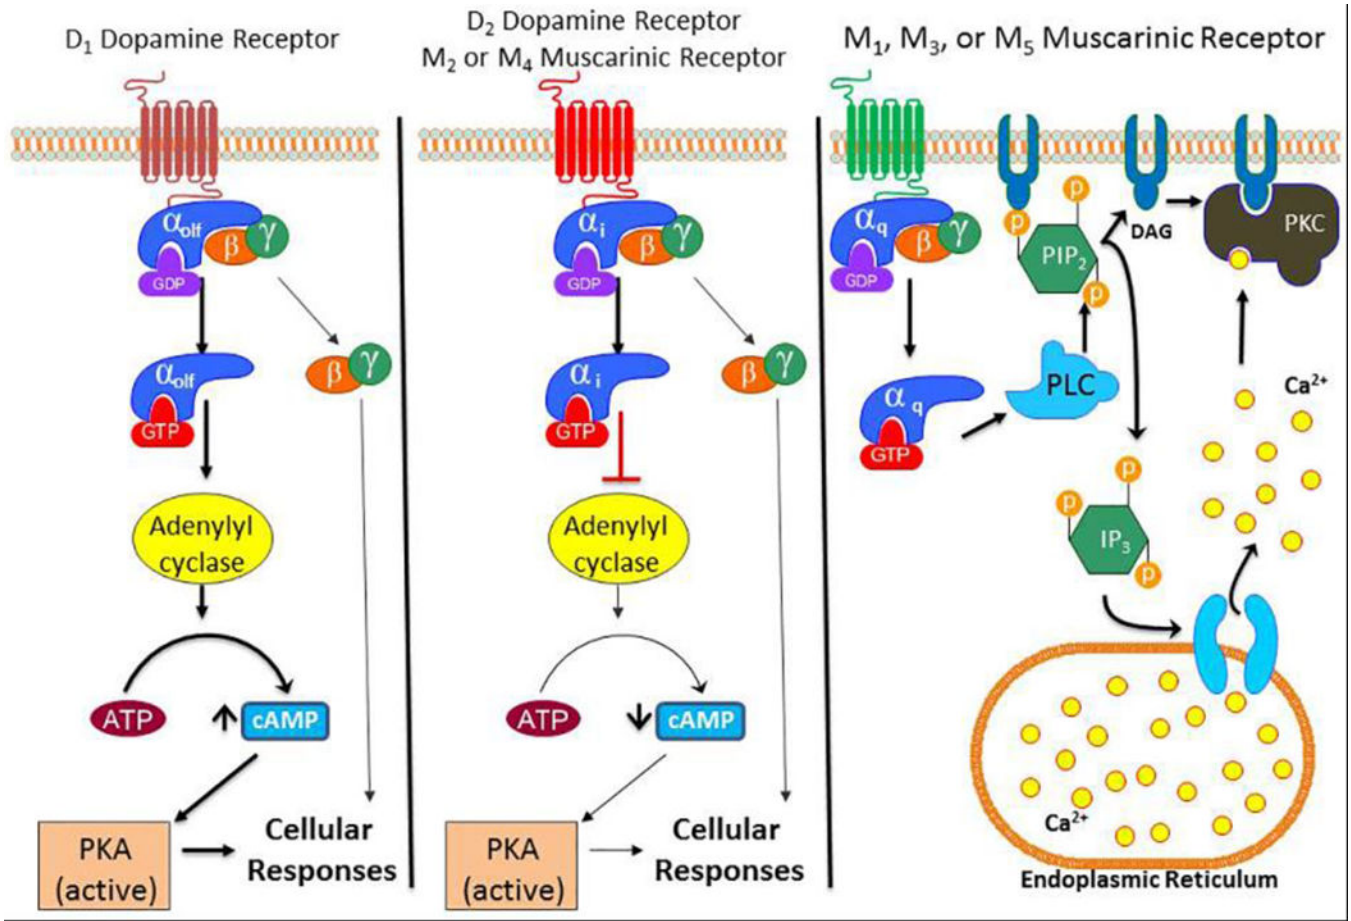 D₁ Dopamine Receptor
αolf
β
γ
GDP
αolf
GTP
β
γ
Adenylyl
cyclase
ATP
cAMP
PKA
(active)
Cellular
Responses
D₂ Dopamine Receptor
M₂ or M₄ Muscarinic Receptor
αi
β
γ
GDP
αi
GTP
β
γ
Adenylyl
cyclase
ATP
cAMP
PKA
(active)
Cellular
Responses
M₁, M₃, or M₅ Muscarinic Receptor
αq
β
γ
GDP
αq
GTP
PLC
p
p
PIP₂
p
DAG
PKC
Ca²⁺
p
p
IP₃
p
Ca²⁺
Endoplasmic Reticulum